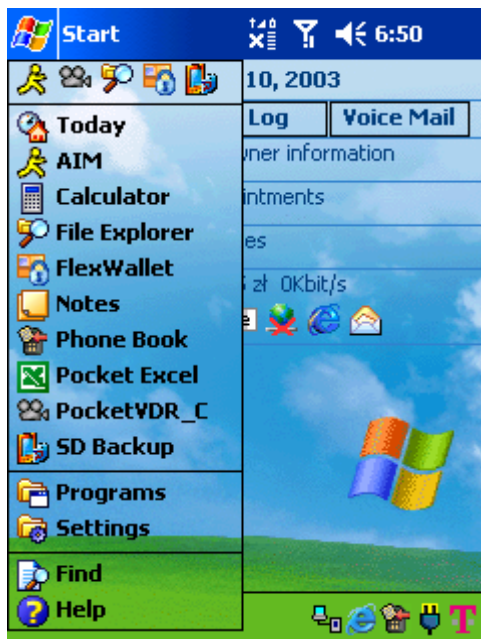 Start 6:50
10, 2003
Log Voice Mail
Today
wner information
AIM
Calculator
intments
File Explorer
es
FlexWallet
zł 0Kbit/s
Notes
Phone Book
Pocket Excel
PocketVDR_C
SD Backup
Programs
Settings
Find
Help
T